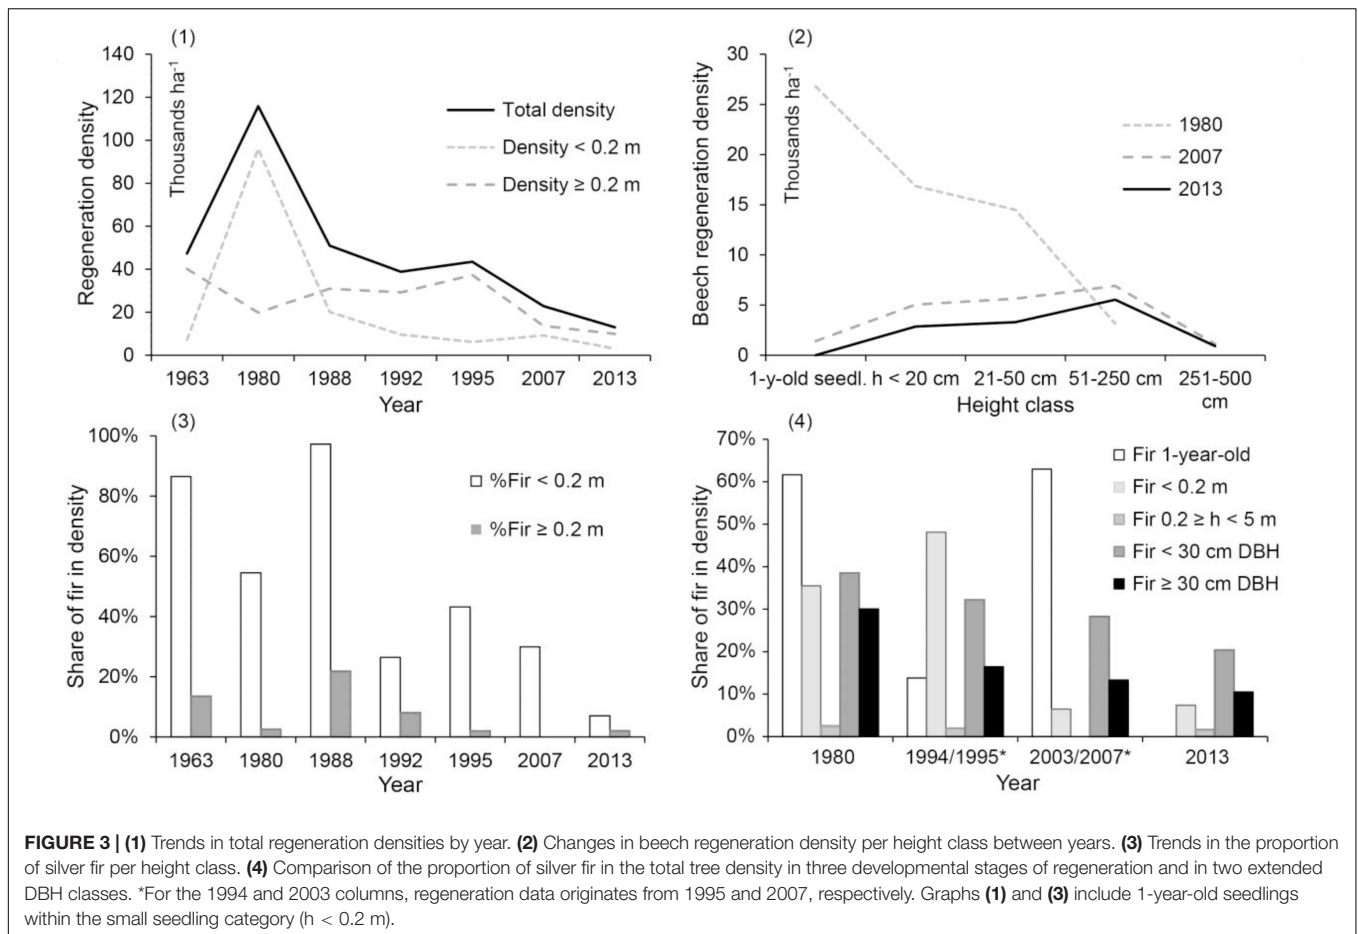 (1)
140
120
100
80
60
40
20
0
Regeneration density
Thousands ha⁻¹
Total density
Density < 0.2 m
Density ≥ 0.2 m
1963 1980 1988 1992 1995 2007 2013
Year
(2)
30
25
20
15
10
5
0
Beech regeneration density
Thousands ha⁻¹
1980
2007
2013
1-y-old seedl. h < 20 cm 21-50 cm 51-250 cm 251-500
cm
Height class
(3)
100%
80%
60%
40%
20%
0%
Share of fir in density
%Fir < 0.2 m
%Fir ≥ 0.2 m
1963 1980 1988 1992 1995 2007 2013
Year
(4)
70%
60%
50%
40%
30%
20%
10%
0%
Share of fir in density
Fir 1-year-old
Fir < 0.2 m
Fir 0.2 ≥ h < 5 m
Fir < 30 cm DBH
Fir ≥ 30 cm DBH
1980 1994/1995* 2003/2007* 2013
Year
FIGURE 3 | (1) Trends in total regeneration densities by year. (2) Changes in beech regeneration density per height class between years. (3) Trends in the proportion
of silver fir per height class. (4) Comparison of the proportion of silver fir in the total tree density in three developmental stages of regeneration and in two extended
DBH classes. *For the 1994 and 2003 columns, regeneration data originates from 1995 and 2007, respectively. Graphs (1) and (3) include 1-year-old seedlings
within the small seedling category (h < 0.2 m).